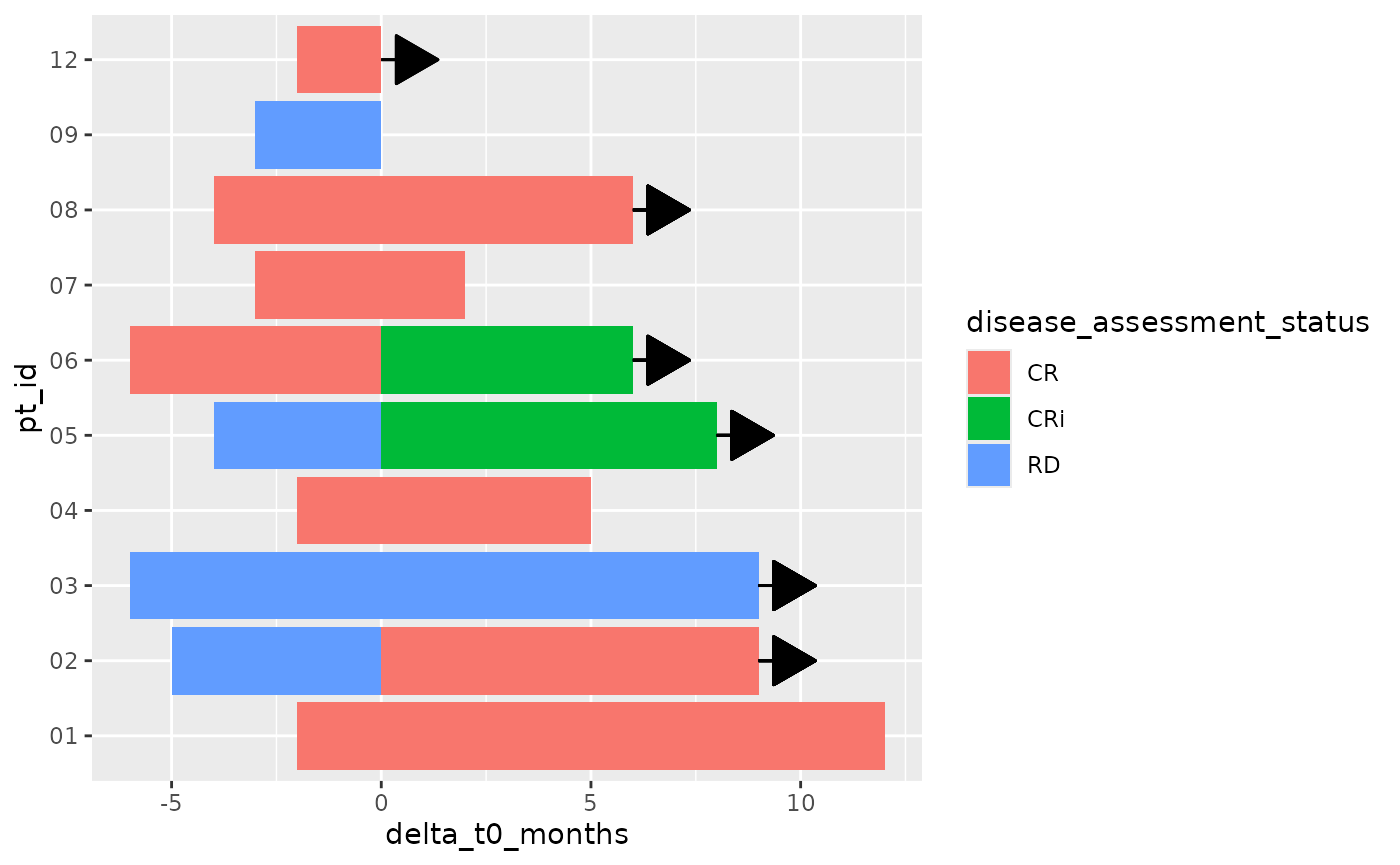 12
09
08
07
06
05
04
03
02
01
pt_id
-5 0 5 10
delta_t0_months
disease_assessment_status
CR
CRi
RD